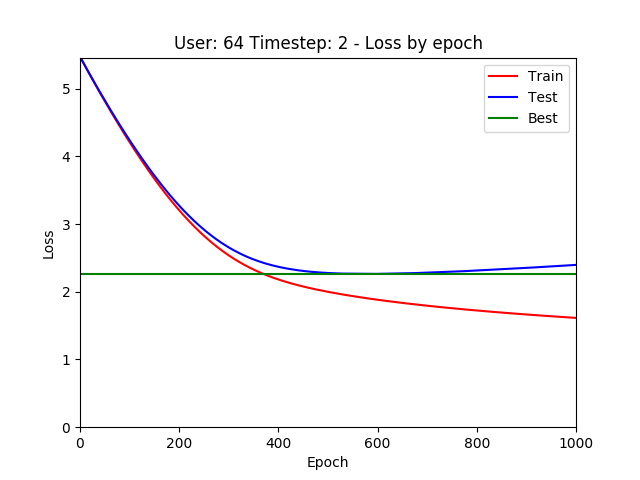 User: 64 Timestep: 2 - Loss by epoch
Train
Test
Best
Loss
5
4
3
2
1
0
0 200 400 600 800 1000
Epoch